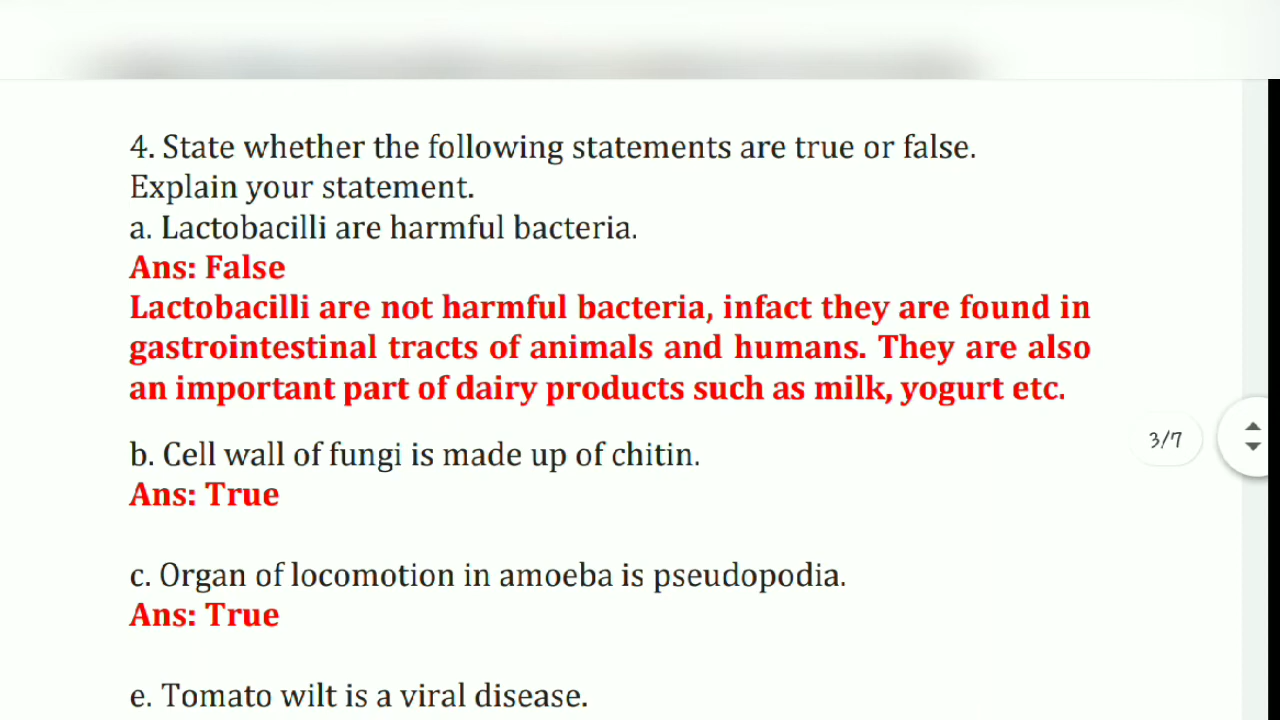 4. State whether the following statements are true or false.
Explain your statement.
a. Lactobacilli are harmful bacteria.
Ans: False
Lactobacilli are not harmful bacteria, infact they are found in
gastrointestinal tracts of animals and humans. They are also
an important part of dairy products such as milk, yogurt etc.
b. Cell wall of fungi is made up of chitin.
3/7
Ans: True
c. Organ of locomotion in amoeba is pseudopodia.
Ans: True
e. Tomato wilt is a viral disease.